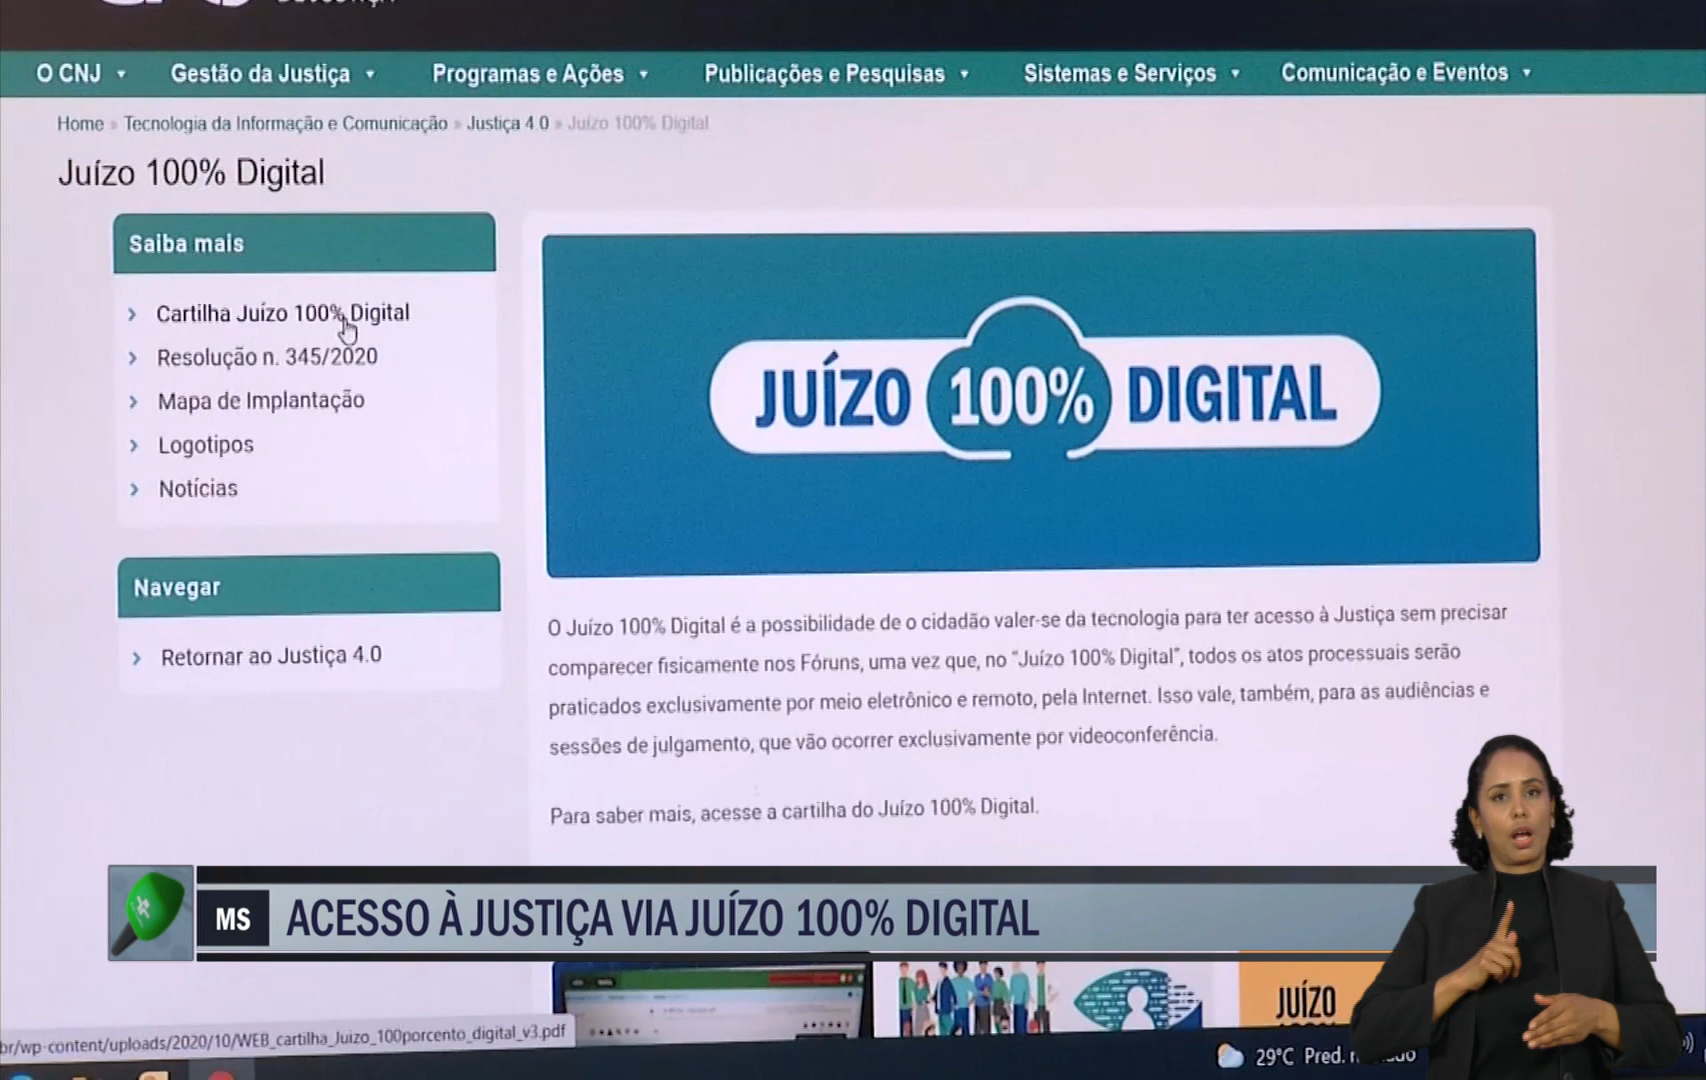 O CNJ Gestão da Justiça Programas e Ações Publicações e Pesquisas Sistemas e Serviços Comunicação e Eventos
Home » Tecnologia da Informação e Comunicação » Justiça 4.0 » Juízo 100% Digital
Juízo 100% Digital
Saiba mais
Cartilha Juízo 100% Digital
Resolução n. 345/2020
Mapa de Implantação
Logotipos
Notícias
Navegar
Retornar ao Justiça 4.0
JUÍZO 100% DIGITAL
O Juízo 100% Digital é a possibilidade de o cidadão valer-se da tecnologia para ter acesso à Justiça sem precisar
comparecer fisicamente nos Fóruns, uma vez que, no "Juízo 100% Digital", todos os atos processuais serão
praticados exclusivamente por meio eletrônico e remoto, pela Internet. Isso vale, também, para as audiências e
sessões de julgamento, que vão ocorrer exclusivamente por videoconferência.
Para saber mais, acesse a cartilha do Juízo 100% Digital.
MS ACESSO À JUSTIÇA VIA JUÍZO 100% DIGITAL
JUÍZO
br/wp-content/uploads/2020/10/WEB_cartilha_Juizo_100porcento_digital_v3.pdf
29°C Pred.